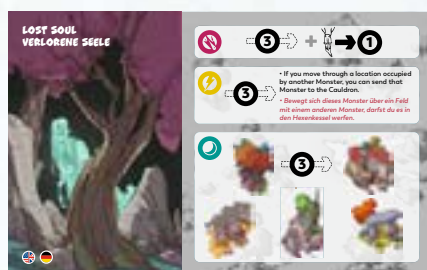 LOST SOUL
VERLORENE SEELE
3 + 1
3
• If you move through a location occupied
by another Monster, you can send that
Monster to the Cauldron.
• Bewegt sich dieses Monster über ein Feld
mit einem anderen Monster, darfst du es in
den Hexenkessel werfen.
3